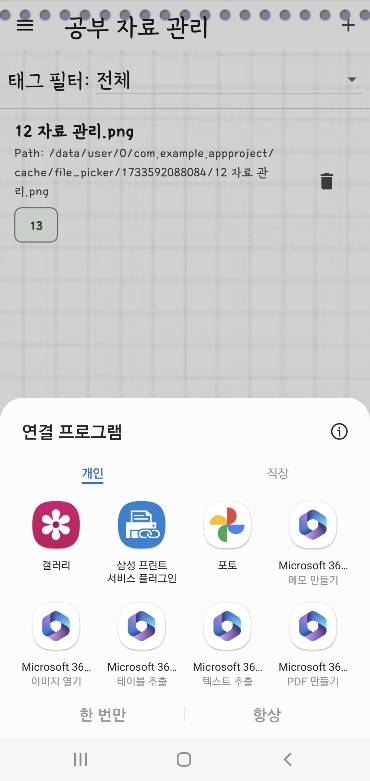 공부 자료 관리
태그 필터: 전체
12 자료 관리.png
Path: /data/user/0/com.example.appproject/
cache/file_picker/1733592088084/12 자료 관
리.png
13
연결 프로그램
개인
직장
갤러리
삼성 프린트
서비스 플러그인
포토
Microsoft 36...
메모 만들기
Microsoft 36...
이미지 열기
Microsoft 36...
테이블 추출
Microsoft 36...
텍스트 추출
Microsoft 36...
PDF 만들기
한 번만
항상